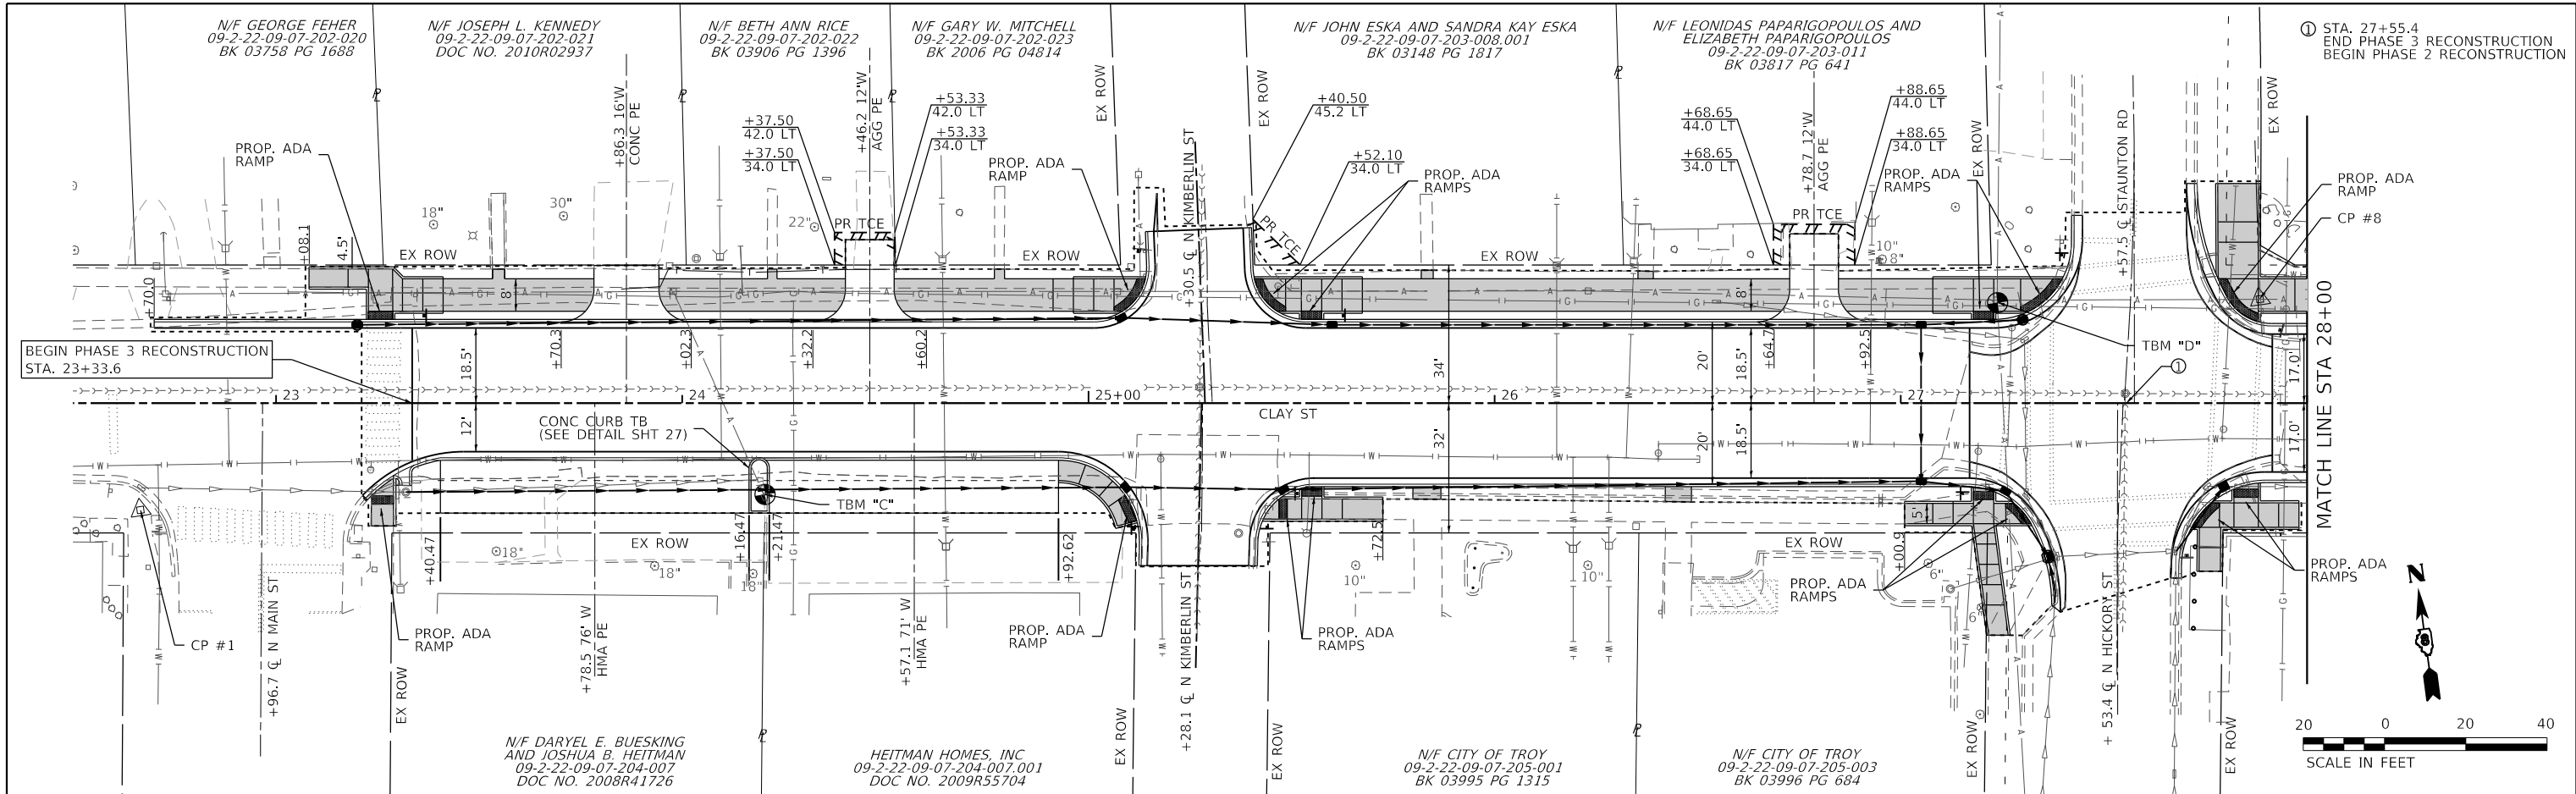 N/F GEORGE FEHER
09-2-22-09-07-202-020
BK 03758 PG 1688
N/F JOSEPH L. KENNEDY
09-2-22-09-07-202-021
DOC NO. 2010R02937
N/F BETH ANN RICE
09-2-22-09-07-202-022
BK 03906 PG 1396
N/F GARY W. MITCHELL
09-2-22-09-07-202-023
BK 2006 PG 04814
N/F JOHN ESKA AND SANDRA KAY ESKA
09-2-22-09-07-203-008.001
BK 03148 PG 1817
N/F LEONIDAS PAPARIGOPOULOS AND
ELIZABETH PAPARIGOPOULOS
09-2-22-09-07-203-011
BK 03817 PG 641
① STA. 27+55.4
END PHASE 3 RECONSTRUCTION
BEGIN PHASE 2 RECONSTRUCTION
PROP. ADA
RAMP
18"
30"
22"
+86.3 16'W
CONC PE
+37.50
42.0 LT
+37.50
34.0 LT
+46.2 12'W
AGG PE
+53.33
42.0 LT
+53.33
34.0 LT
PROP. ADA
RAMP
EX ROW
+30.5 ℄ N KIMBERLIN ST
EX ROW
+40.50
45.2 LT
+52.10
34.0 LT
PROP. ADA
RAMPS
+68.65
44.0 LT
+68.65
34.0 LT
+78.7 12'W
AGG PE
+88.65
44.0 LT
+88.65
34.0 LT
PROP. ADA
RAMPS
EX ROW
+57.5 ℄ STAUNTON RD
EX ROW
PROP. ADA
RAMP
CP #8
10"
8"
+70.0
+08.1
4.5'
EX ROW
PR TCE
EX ROW
PR TCE
EX ROW
PR TCE
8'
8'
BEGIN PHASE 3 RECONSTRUCTION
STA. 23+33.6
18.5'
+70.3
+02.3
+32.2
+60.2
34'
20'
18.5'
+64.7
+92.5
TBM "D"
①
17.0'
23
24
25+00
26
27
CLAY ST
MATCH LINE STA 28+00
12'
CONC CURB TB
(SEE DETAIL SHT 27)
32'
20'
18.5'
17.0'
TBM "C"
5'
CP #1
+96.7 ℄ N MAIN ST
EX ROW
PROP. ADA
RAMP
+40.47
18"
EX ROW
18"
+16.47
+21.47
18"
+78.5 76' W
HMA PE
+57.1 71' W
HMA PE
+92.62
PROP. ADA
RAMP
EX ROW
+28.1 ℄ N KIMBERLIN ST
EX ROW
PROP. ADA
RAMPS
10"
+72.5
10"
EX ROW
PROP. ADA
RAMPS
+00.9
6"
6"
EX ROW
+ 53.4 ℄ N HICKORY ST
EX ROW
PROP. ADA
RAMPS
N
N/F DARYEL E. BUESKING
AND JOSHUA B. HEITMAN
09-2-22-09-07-204-007
DOC NO. 2008R41726
HEITMAN HOMES, INC
09-2-22-09-07-204-007.001
DOC NO. 2009R55704
N/F CITY OF TROY
09-2-22-09-07-205-001
BK 03995 PG 1315
N/F CITY OF TROY
09-2-22-09-07-205-003
BK 03996 PG 684
20 0 20 40
SCALE IN FEET